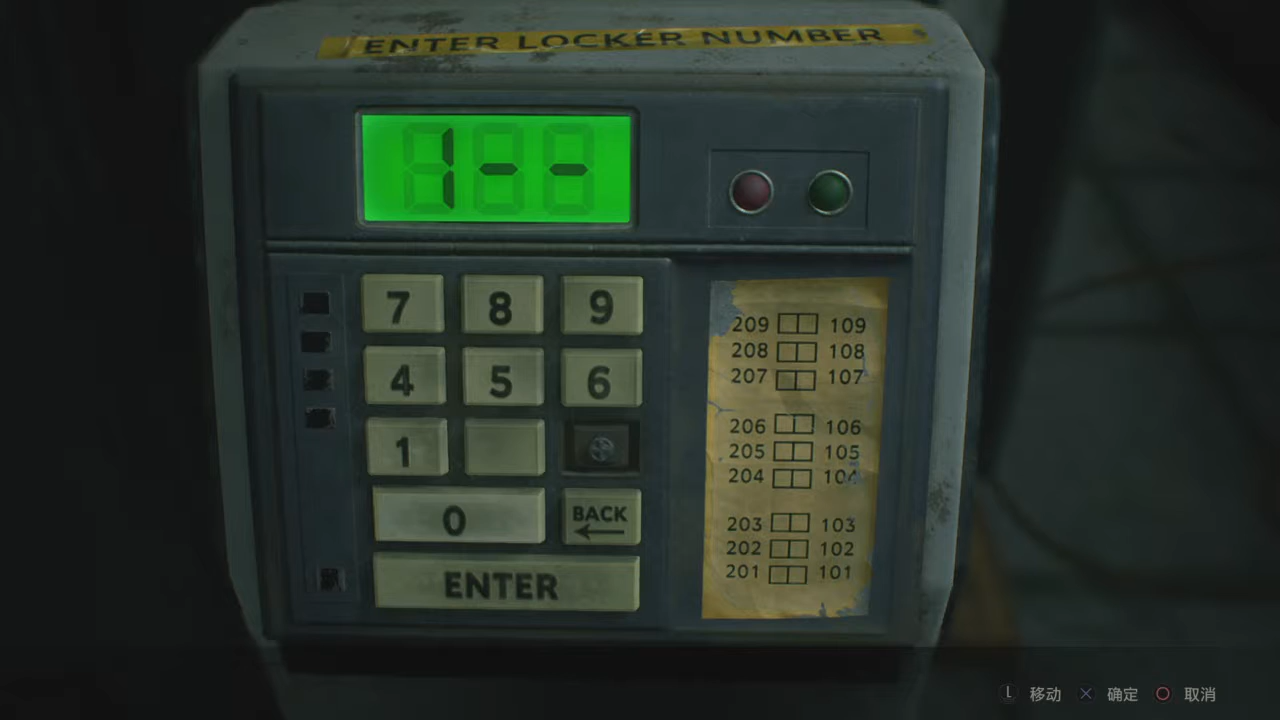 ENTER LOCKER NUMBER
1--
7 8 9
4 5 6
1
0 BACK
ENTER
209 109
208 108
207 107
206 106
205 105
204 104
203 103
202 102
201 101
L 移动 确定 取消